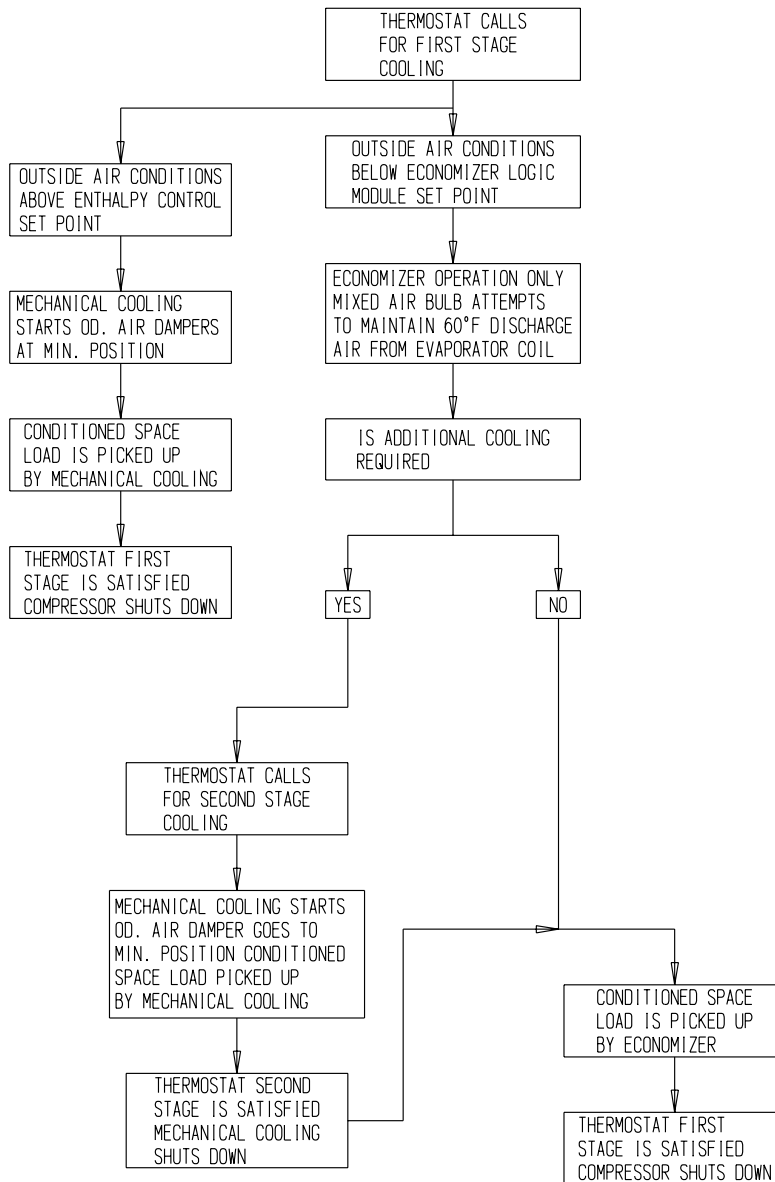 THERMOSTAT CALLS
FOR FIRST STAGE
COOLING
OUTSIDE AIR CONDITIONS
ABOVE ENTHALPY CONTROL
SET POINT
MECHANICAL COOLING
STARTS OD. AIR DAMPERS
AT MIN. POSITION
CONDITIONED SPACE
LOAD IS PICKED UP
BY MECHANICAL COOLING
THERMOSTAT FIRST
STAGE IS SATISFIED
COMPRESSOR SHUTS DOWN
OUTSIDE AIR CONDITIONS
BELOW ECONOMIZER LOGIC
MODULE SET POINT
ECONOMIZER OPERATION ONLY
MIXED AIR BULB ATTEMPTS
TO MAINTAIN 60°F DISCHARGE
AIR FROM EVAPORATOR COIL
IS ADDITIONAL COOLING
REQUIRED
YES
NO
THERMOSTAT CALLS
FOR SECOND STAGE
COOLING
MECHANICAL COOLING STARTS
OD. AIR DAMPER GOES TO
MIN. POSITION CONDITIONED
SPACE LOAD PICKED UP
BY MECHANICAL COOLING
THERMOSTAT SECOND
STAGE IS SATISFIED
MECHANICAL COOLING
SHUTS DOWN
CONDITIONED SPACE
LOAD IS PICKED UP
BY ECONOMIZER
THERMOSTAT FIRST
STAGE IS SATISFIED
COMPRESSOR SHUTS DOWN